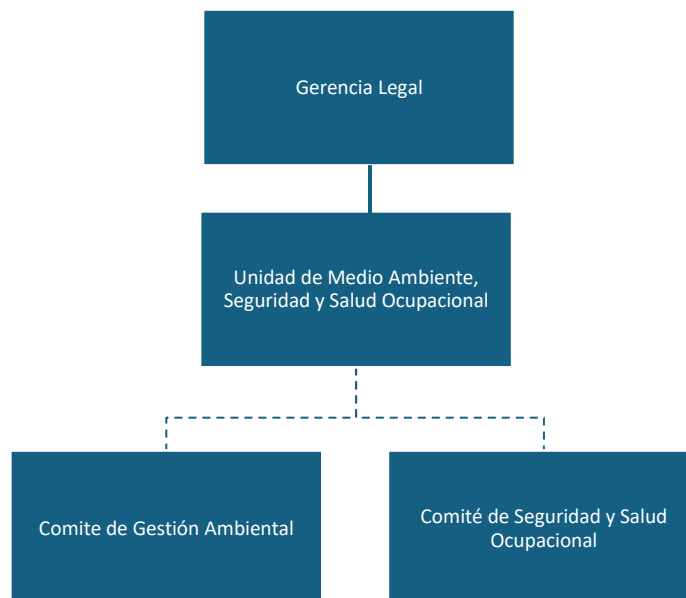 Gerencia Legal
Unidad de Medio Ambiente,
Seguridad y Salud Ocupacional
Comite de Gestión Ambiental
Comité de Seguridad y Salud
Ocupacional